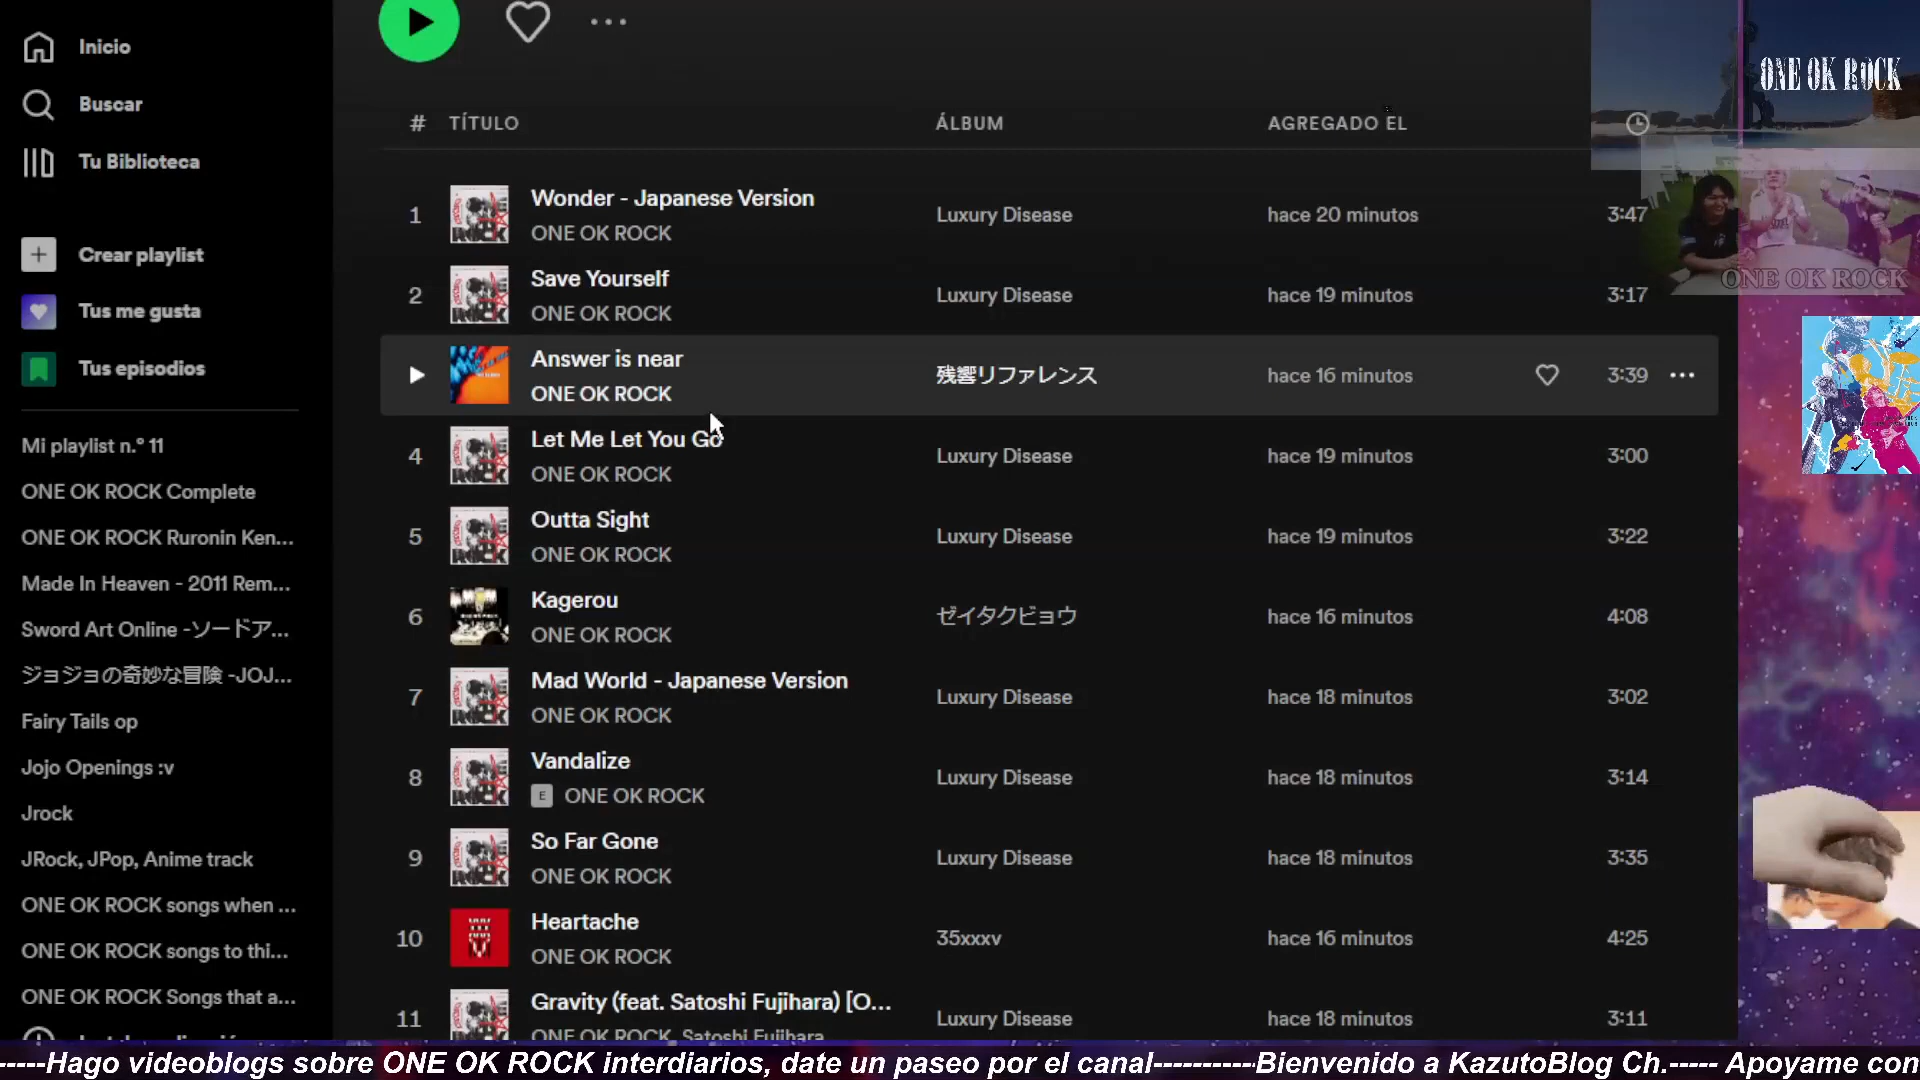 Inicio
Buscar
Tu Biblioteca
Crear playlist
Tus me gusta
Tus episodios
Mi playlist n.° 11
ONE OK ROCK Complete
ONE OK ROCK Ruronin Ken...
Made In Heaven - 2011 Rem...
Sword Art Online -ソードア...
ジョジョの奇妙な冒険 -JOJ...
Fairy Tails op
Jojo Openings :v
Jrock
JRock, JPop, Anime track
ONE OK ROCK songs when ...
ONE OK ROCK songs to thi...
ONE OK ROCK Songs that a...
# TÍTULO ÁLBUM AGREGADO EL
1 Wonder - Japanese Version
ONE OK ROCK
Luxury Disease hace 20 minutos 3:47
2 Save Yourself
ONE OK ROCK
Luxury Disease hace 19 minutos 3:17
Answer is near
ONE OK ROCK
残響リファレンス hace 16 minutos 3:39
4 Let Me Let You Go
ONE OK ROCK
Luxury Disease hace 19 minutos 3:00
5 Outta Sight
ONE OK ROCK
Luxury Disease hace 19 minutos 3:22
6 Kagerou
ONE OK ROCK
ゼイタクビョウ hace 16 minutos 4:08
7 Mad World - Japanese Version
ONE OK ROCK
Luxury Disease hace 18 minutos 3:02
8 Vandalize
E ONE OK ROCK
Luxury Disease hace 18 minutos 3:14
9 So Far Gone
ONE OK ROCK
Luxury Disease hace 18 minutos 3:35
10 Heartache
ONE OK ROCK
35xxxv hace 16 minutos 4:25
11 Gravity (feat. Satoshi Fujihara) [O...
ONE OK ROCK, Satoshi Fujihara
Luxury Disease hace 18 minutos 3:11
ONE OK ROCK
ONE OK ROCK
-----Hago videoblogs sobre ONE OK ROCK interdiarios, date un paseo por el canal----------Bienvenido a KazutoBlog Ch.----- Apoyame con